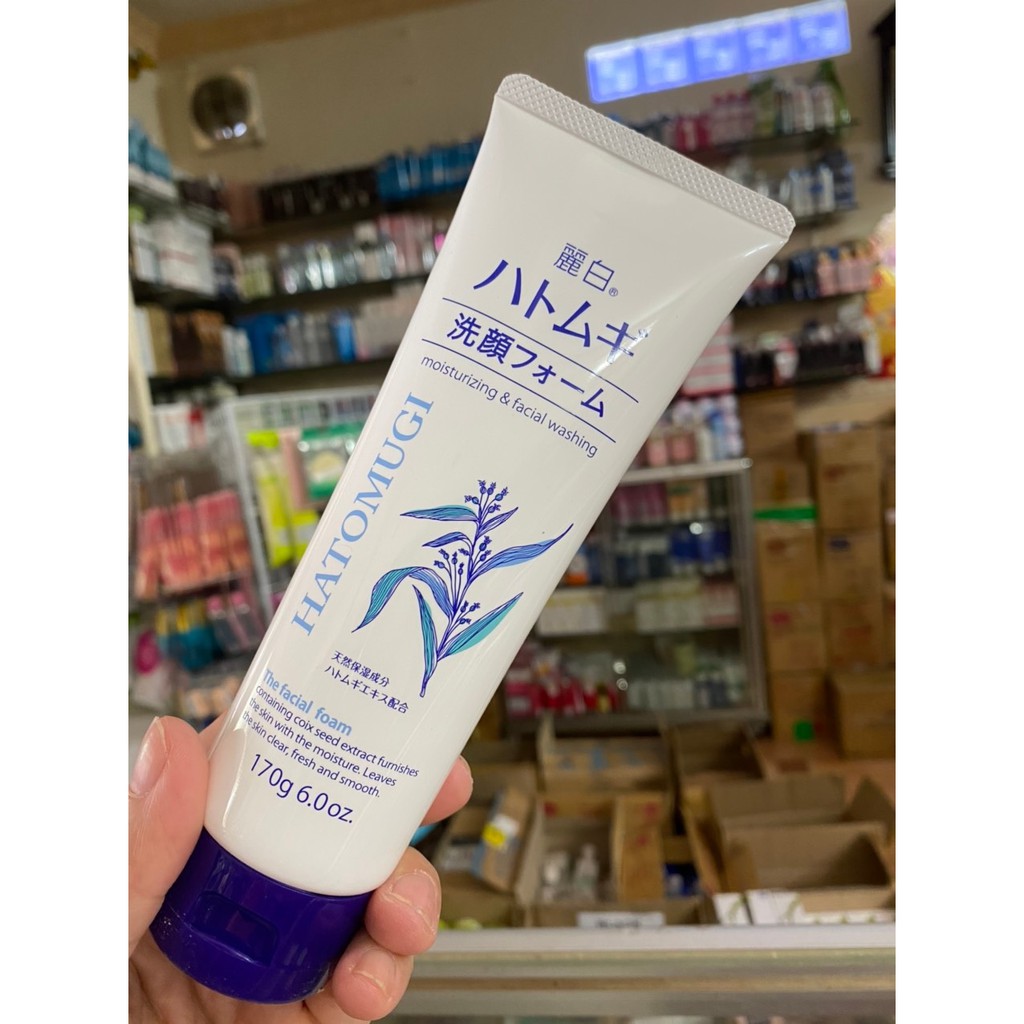 麗白®
ハトムギ
洗顔フォーム
moisturizing & facial washing
HATOMUGI
天然保湿成分
ハトムギエキス配合
The facial foam
containing coix seed extract furnishes
the skin with the moisture. Leaves
the skin clear, fresh and smooth.
170g 6.0oz.